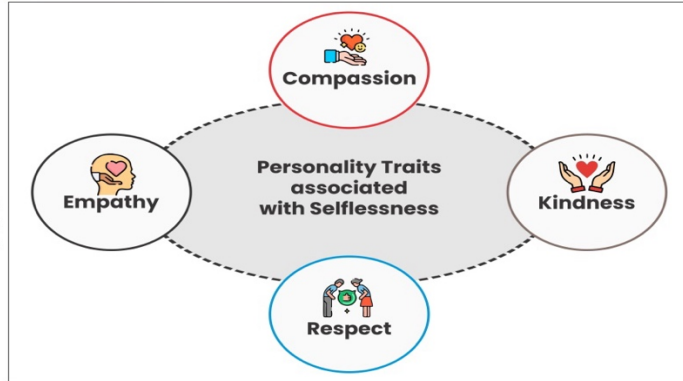 Compassion
Empathy
Personality Traits
associated
with Selflessness
Kindness
Respect